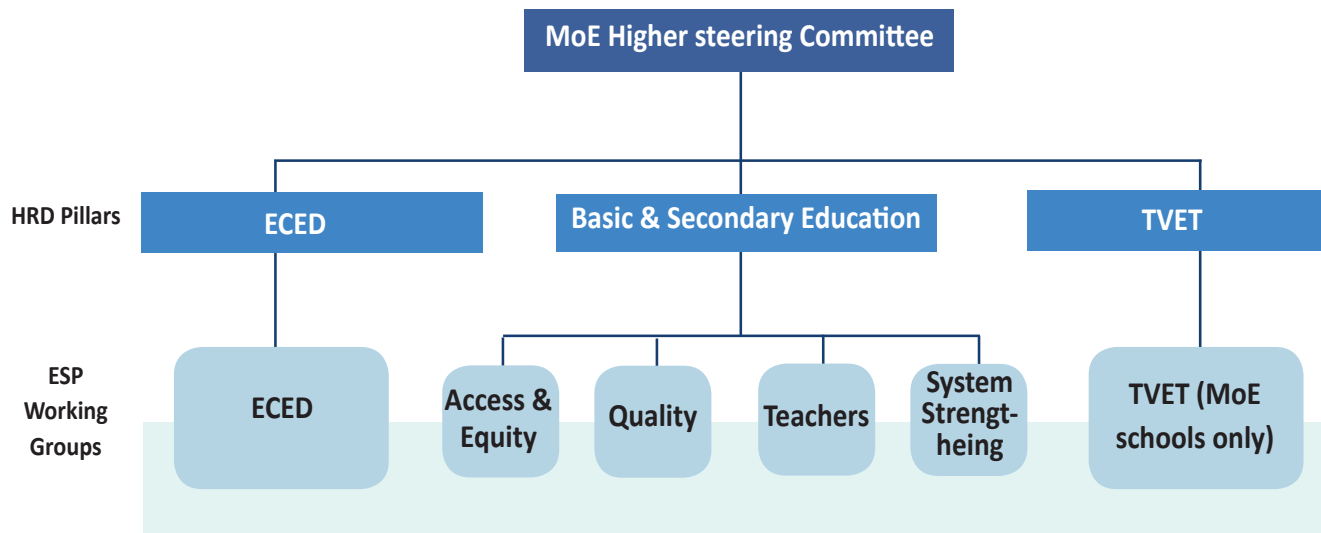 MoE Higher steering Committee
HRD Pillars
ECED
Basic & Secondary Education
TVET
ESP
Working
Groups
ECED
Access &
Equity
Quality
Teachers
System
Strengt-
heing
TVET (MoE
schools only)